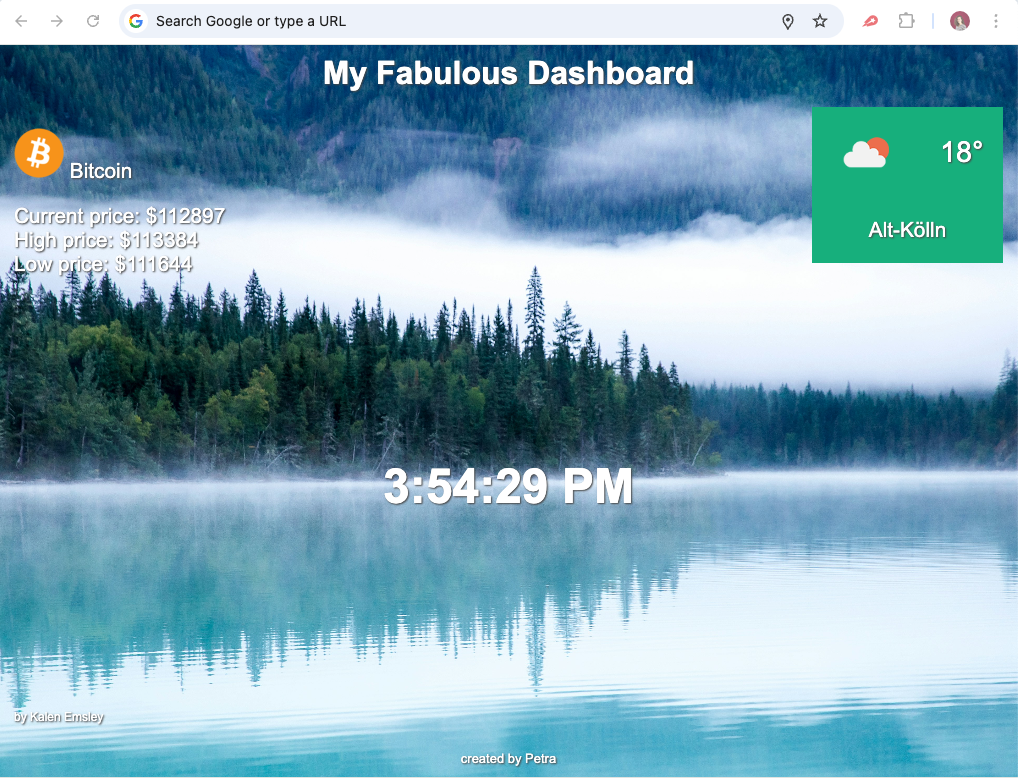 Search Google or type a URL
My Fabulous Dashboard
Bitcoin
Current price: $112897
High price: $113384
Low price: $111644
18°
Alt-Kölln
3:54:29 PM
by Kalen Emsley
created by Petra